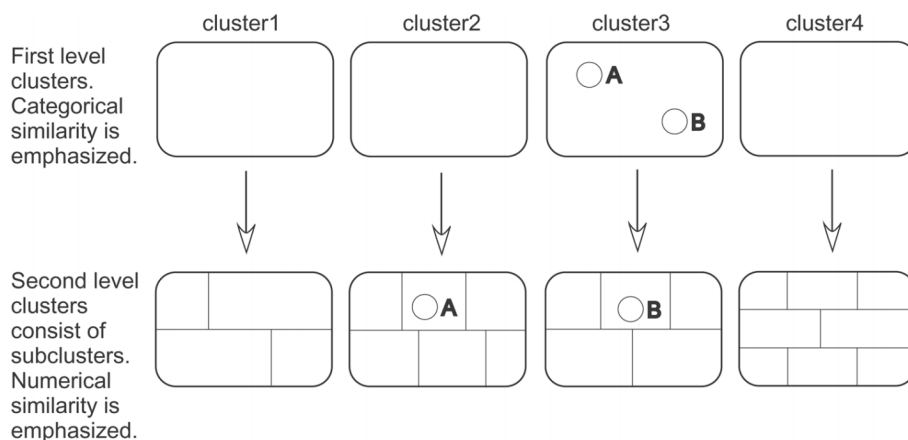 cluster1
cluster2
cluster3
cluster4
First level
clusters.
Categorical
similarity is
emphasized.
A
B
Second level
clusters
consist of
subclusters.
Numerical
similarity is
emphasized.
A
B